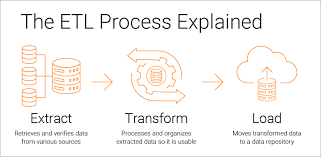 The ETL Process Explained
Extract
Transform
Load
Retrieves and verifies data
from various sources
Processes and organizes
extracted data so it is usable
Moves transformed data
to a data repository